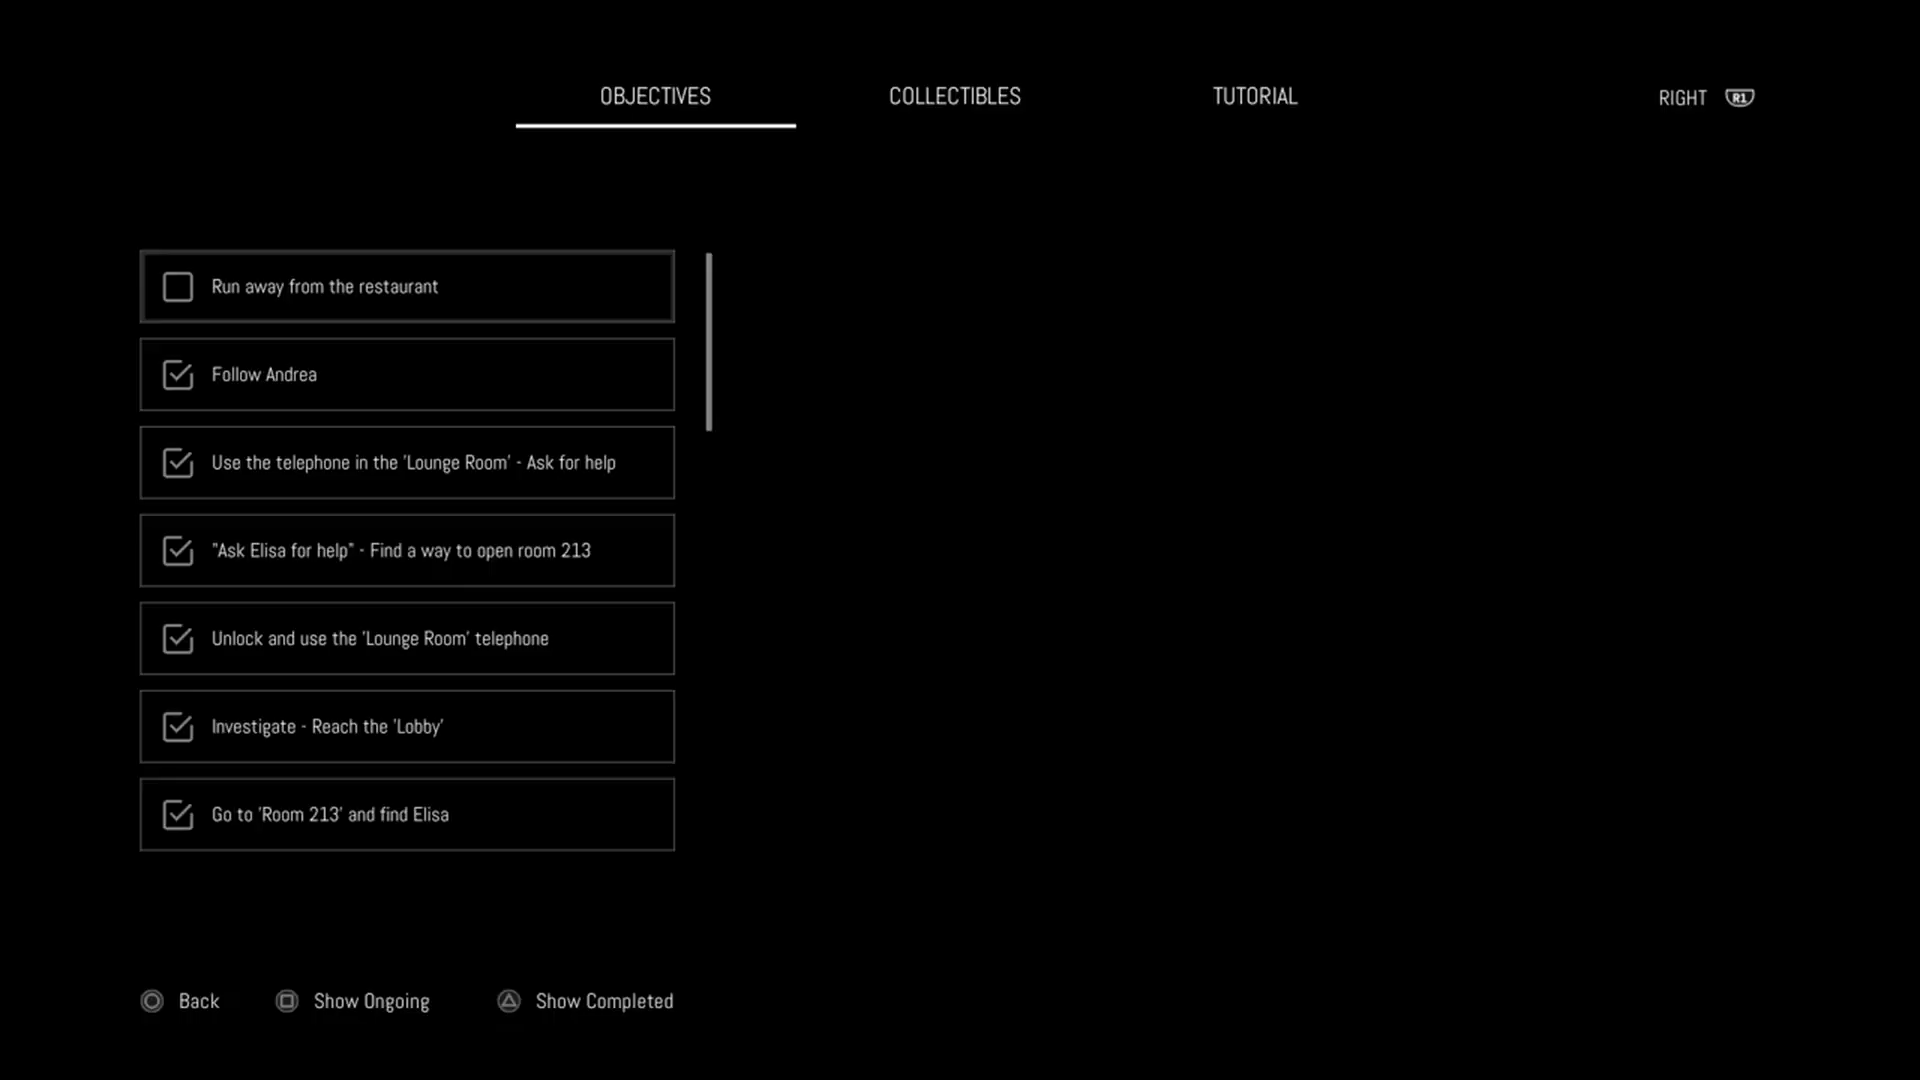 OBJECTIVES
COLLECTIBLES
TUTORIAL
RIGHT R1
Run away from the restaurant
Follow Andrea
Use the telephone in the 'Lounge Room' - Ask for help
"Ask Elisa for help" - Find a way to open room 213
Unlock and use the 'Lounge Room' telephone
Investigate - Reach the 'Lobby'
Go to 'Room 213' and find Elisa
Back
Show Ongoing
Show Completed